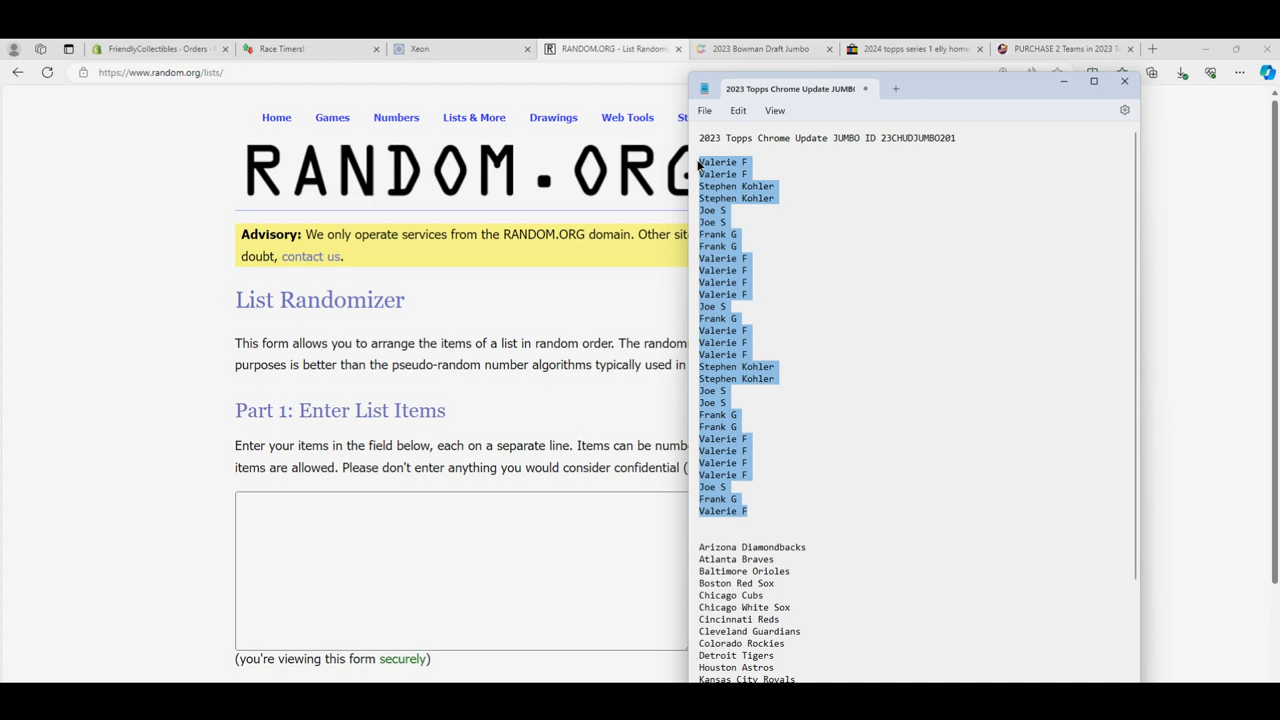 FriendlyCollectibles · Orders ·
Race Timers!
Xeon
RANDOM.ORG - List Random
2023 Bowman Draft Jumbo
2024 topps series 1 elly home
PURCHASE 2 Teams in 2023 T
https://www.random.org/lists/
Home Games Numbers Lists & More Drawings Web Tools St
RANDOM.ORG
Advisory: We only operate services from the RANDOM.ORG domain. Other sit
doubt, contact us.
List Randomizer
This form allows you to arrange the items of a list in random order. The random
purposes is better than the pseudo-random number algorithms typically used in
Part 1: Enter List Items
Enter your items in the field below, each on a separate line. Items can be numb
items are allowed. Please don't enter anything you would consider confidential (
(you're viewing this form securely)
2023 Topps Chrome Update JUMBO
File Edit View
2023 Topps Chrome Update JUMBO ID 23CHUDJUMBO201
Valerie F
Valerie F
Stephen Kohler
Stephen Kohler
Joe S
Joe S
Frank G
Frank G
Valerie F
Valerie F
Valerie F
Valerie F
Joe S
Frank G
Valerie F
Valerie F
Valerie F
Stephen Kohler
Stephen Kohler
Joe S
Joe S
Frank G
Frank G
Valerie F
Valerie F
Valerie F
Valerie F
Joe S
Frank G
Valerie F
Arizona Diamondbacks
Atlanta Braves
Baltimore Orioles
Boston Red Sox
Chicago Cubs
Chicago White Sox
Cincinnati Reds
Cleveland Guardians
Colorado Rockies
Detroit Tigers
Houston Astros
Kansas City Royals